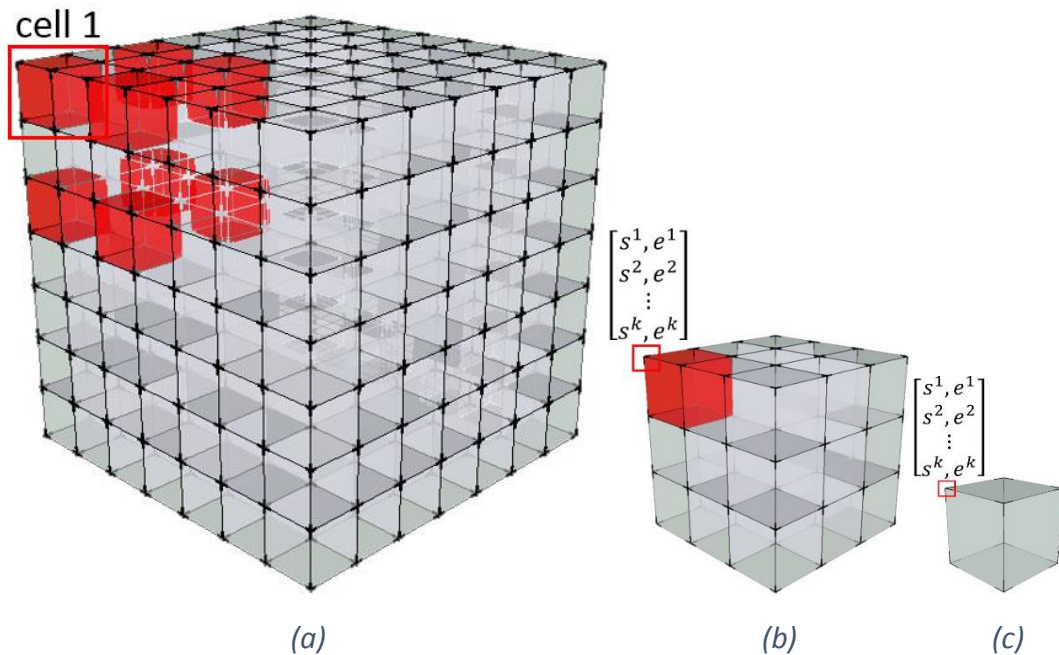 cell 1
[s¹, e¹
s², e²
⋮
sᵏ, eᵏ]
[s¹, e¹
s², e²
⋮
sᵏ, eᵏ]
(a) (b) (c)